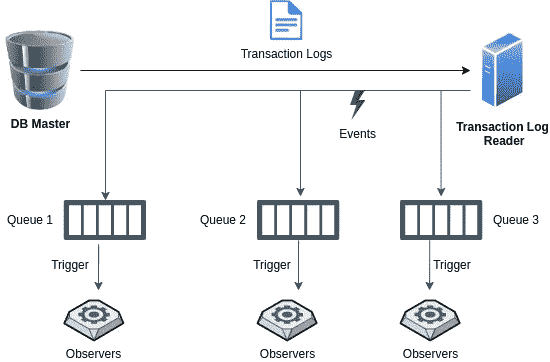 Transaction Logs
DB Master
Events
Transaction Log
Reader
Queue 1
Queue 2
Queue 3
Trigger
Trigger
Trigger
Observers
Observers
Observers